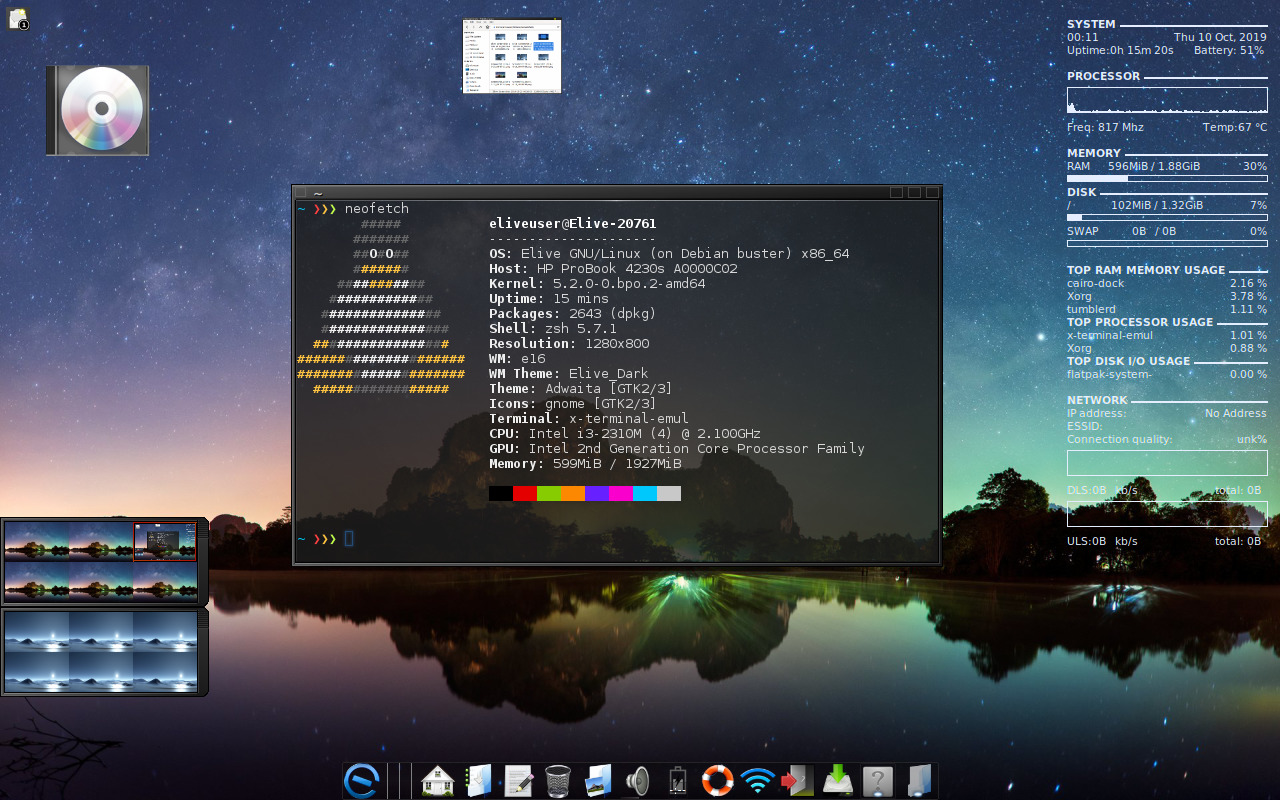 1
~ ❯❯❯ neofetch
#####
#######
##O#O##
#######
###########
#############
###############
################
#################
#####################
#####################
#################
eliveuser@Elive-20761
---------------------
OS: Elive GNU/Linux (on Debian buster) x86_64
Host: HP ProBook 4230s A0000C02
Kernel: 5.2.0-0.bpo.2-amd64
Uptime: 15 mins
Packages: 2643 (dpkg)
Shell: zsh 5.7.1
Resolution: 1280x800
WM: e16
WM Theme: Elive_Dark
Theme: Adwaita [GTK2/3]
Icons: gnome [GTK2/3]
Terminal: x-terminal-emul
CPU: Intel i3-2310M (4) @ 2.100GHz
GPU: Intel 2nd Generation Core Processor Family
Memory: 599MiB / 1927MiB
~ ❯❯❯
SYSTEM
00:11 Thu 10 Oct, 2019
Uptime:0h 15m 20s Battery: 51%
PROCESSOR
Freq: 817 Mhz Temp:67 °C
MEMORY
RAM 596MiB / 1.88GiB 30%
DISK
/ 102MiB / 1.32GiB 7%
SWAP 0B / 0B 0%
TOP RAM MEMORY USAGE
cairo-dock 2.16 %
Xorg 3.78 %
tumblerd 1.11 %
TOP PROCESSOR USAGE
x-terminal-emul 1.01 %
Xorg 0.88 %
TOP DISK I/O USAGE
flatpak-system- 0.00 %
NETWORK
IP address: No Address
ESSID:
Connection quality: unk%
DLS:0B kb/s total: 0B
ULS:0B kb/s total: 0B